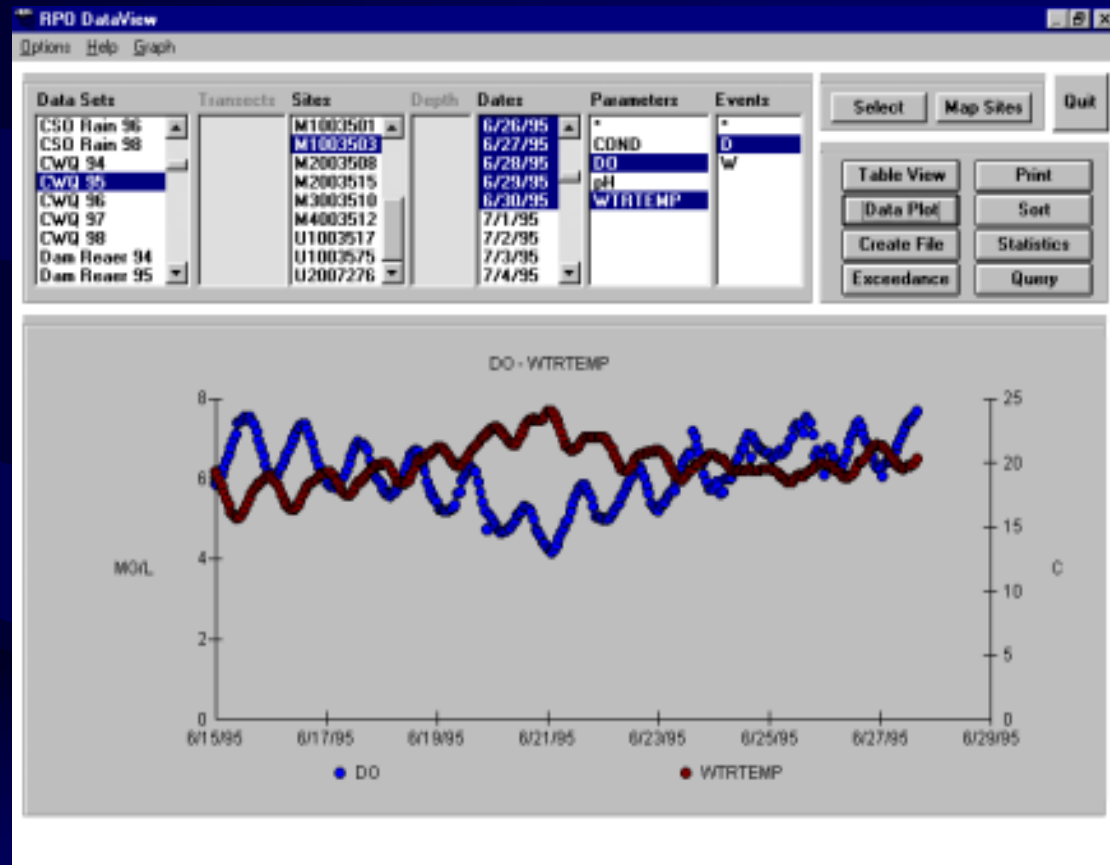 RPO DataView
Options Help Graph
Data Sets Transects Sites Depth Dates Parameters Events
Select Map Sites Quit
CSO Rain 96
CSO Rain 98
CWQ 94
CWQ 95
CWQ 96
CWQ 97
CWQ 98
Dam Reaer 94
Dam Reaer 95
M1003501
M1003503
M2003508
M2003515
M3003510
M4003512
U1003517
U1003575
U2007276
6/26/95
6/27/95
6/28/95
6/29/95
6/30/95
7/1/95
7/2/95
7/3/95
7/4/95
*
COND
DO
pH
WTRTEMP
*
D
W
Table View Print
Data Plot Sort
Create File Statistics
Exceedance Query
DO - WTRTEMP
8
6
4
2
0
MG/L
25
20
15
10
5
0
C
6/15/95 6/17/95 6/19/95 6/21/95 6/23/95 6/25/95 6/27/95 6/29/95
DO WTRTEMP